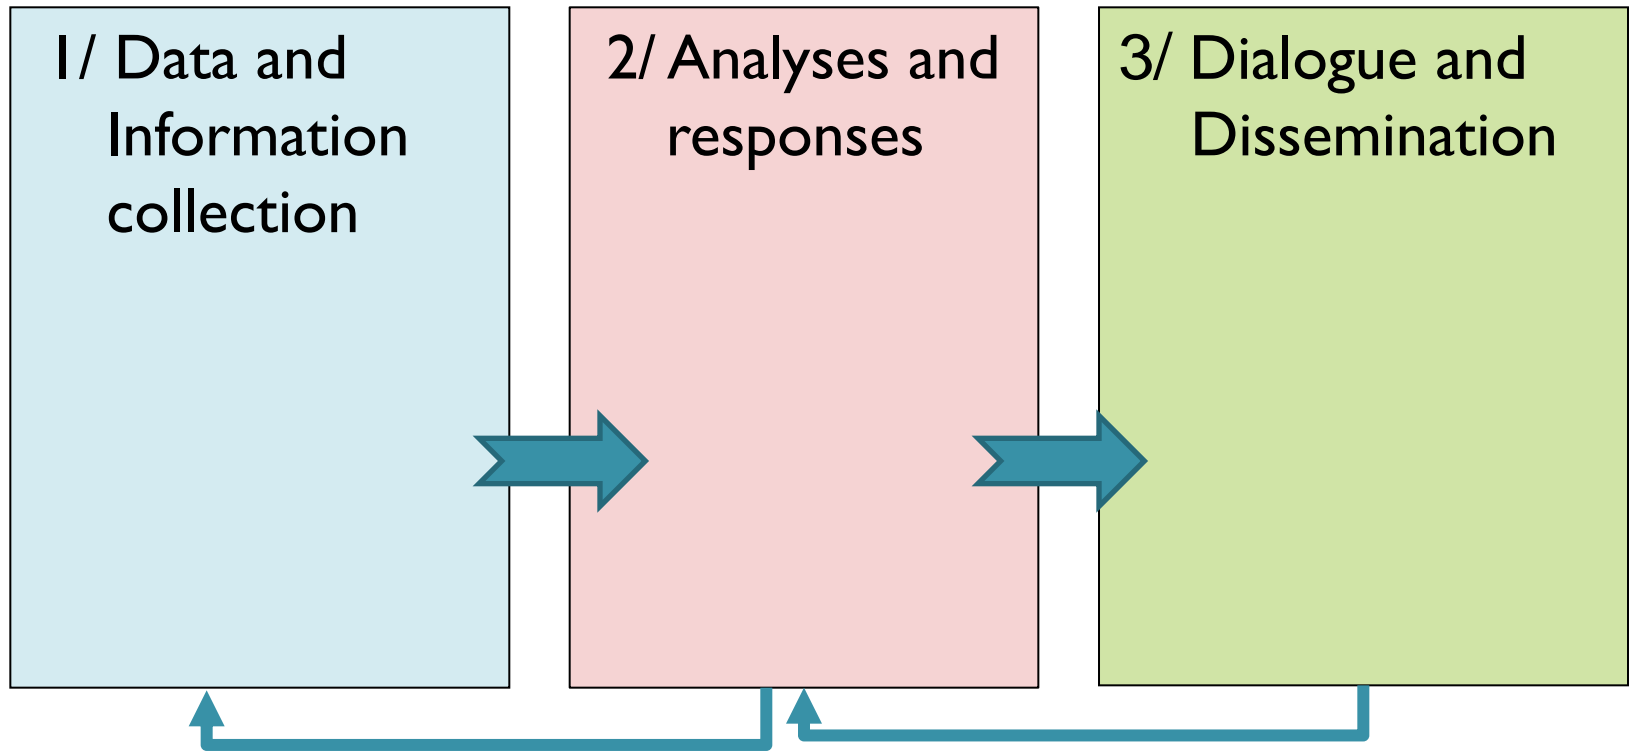 1/ Data and
Information
collection
2/ Analyses and
responses
3/ Dialogue and
Dissemination